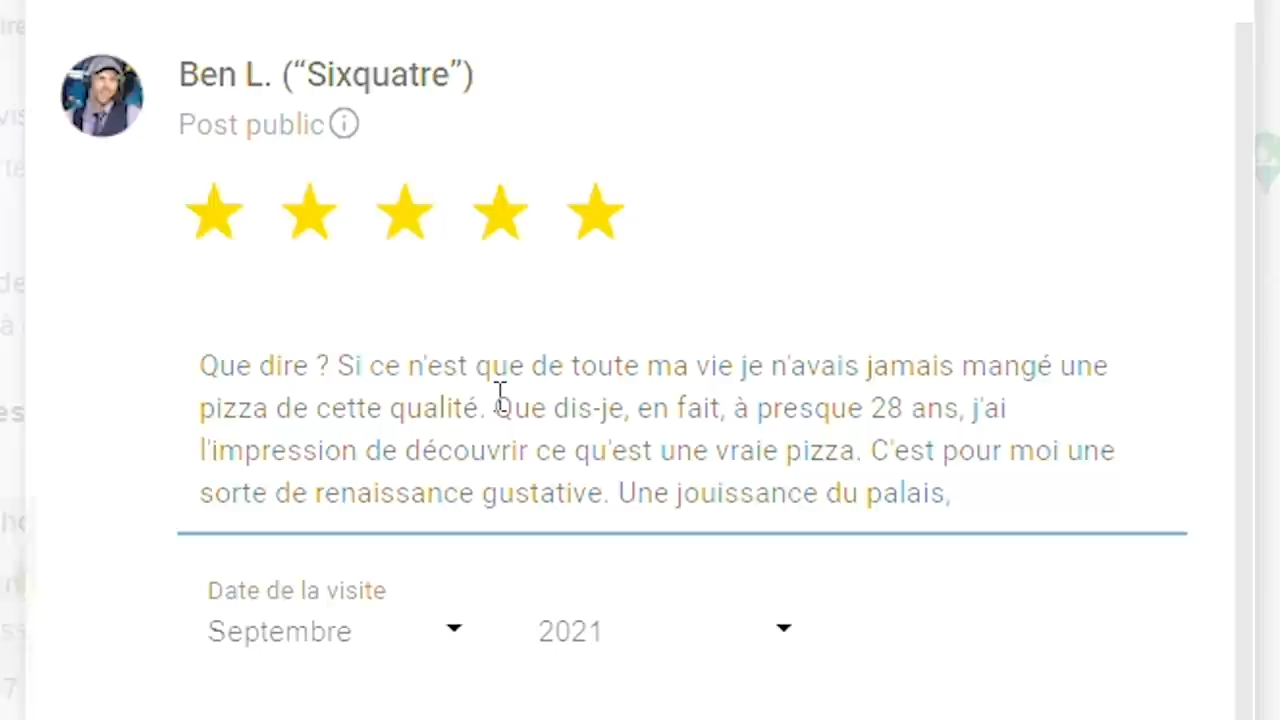 Ben L. (“Sixquatre”)
Post public
Que dire ? Si ce n'est que de toute ma vie je n'avais jamais mangé une
pizza de cette qualité. Que dis-je, en fait, à presque 28 ans, j'ai
l'impression de découvrir ce qu'est une vraie pizza. C'est pour moi une
sorte de renaissance gustative. Une jouissance du palais,
Date de la visite
Septembre 2021